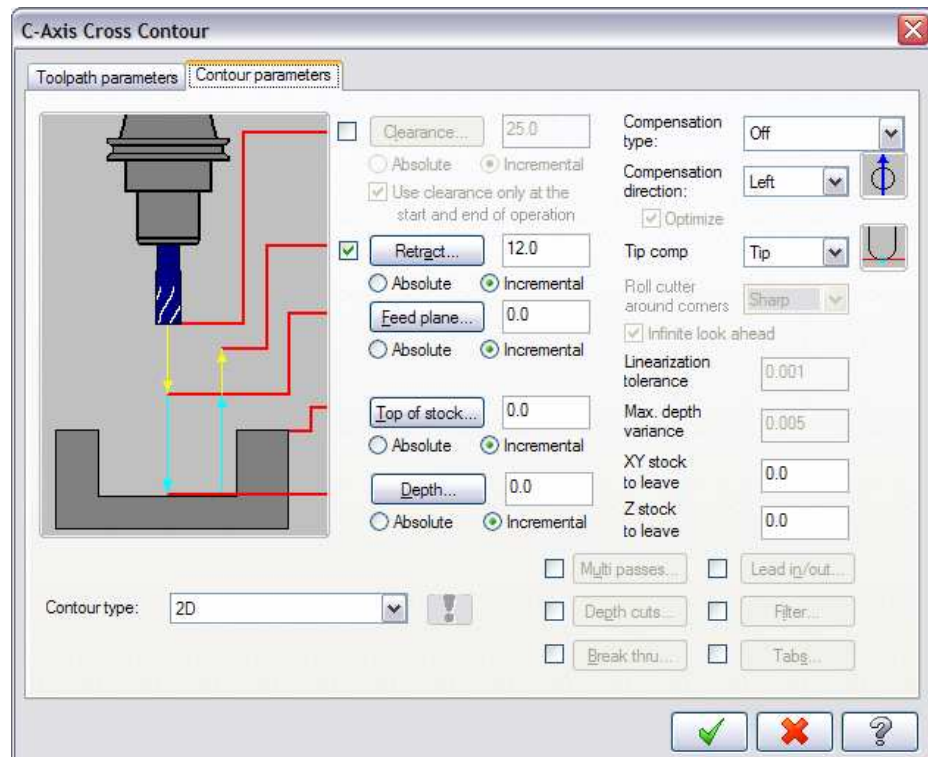 C-Axis Cross Contour
Toolpath parameters
Contour parameters
Clearance...
25.0
Absolute
Incremental
Use clearance only at the
start and end of operation
Retract...
12.0
Absolute
Incremental
Feed plane...
0.0
Absolute
Incremental
Top of stock...
0.0
Absolute
Incremental
Depth...
0.0
Absolute
Incremental
Compensation
type:
Off
Compensation
direction:
Left
Optimize
Tip comp
Tip
Roll cutter
around corners
Sharp
Infinite look ahead
Linearization
tolerance
0.001
Max. depth
variance
0.005
XY stock
to leave
0.0
Z stock
to leave
0.0
Contour type:
2D
Multi passes...
Lead in/out...
Depth cuts...
Filter...
Break thru...
Tabs...